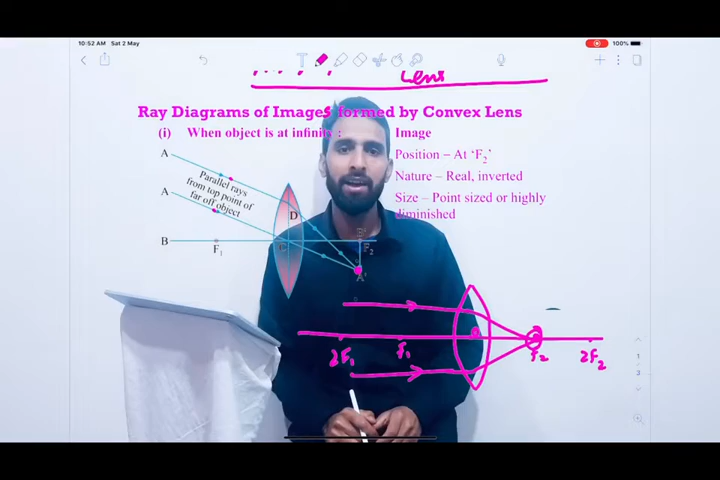 10:52 AM Sat 2 May
100%
Lens
Ray Diagrams of Images formed by Convex Lens
(i) When object is at infinite :
Image
Position – At ‘F2’
Nature – Real, inverted
Size – Point sized or highly
diminished
A
Parallel rays
from top point of
far off object
A
D
B
F1
F2
A'
2F1
F1
F2
2F2